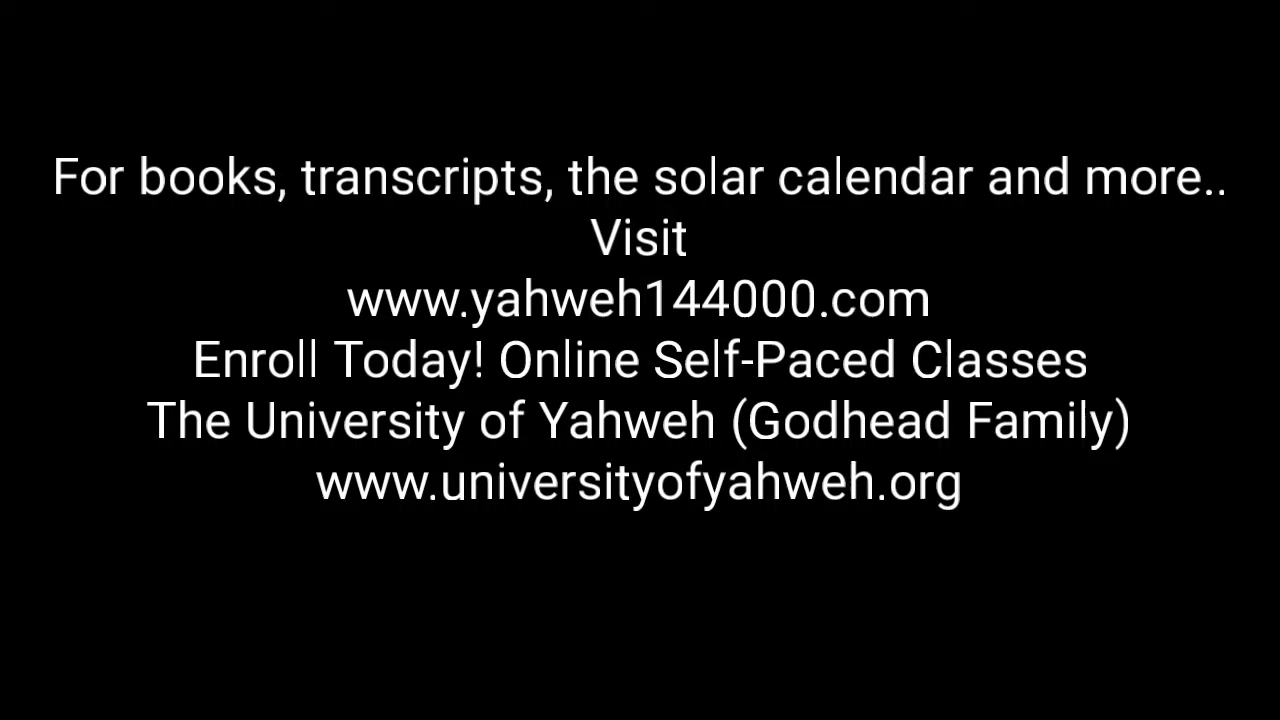 For books, transcripts, the solar calendar and more..
Visit
www.yahweh144000.com
Enroll Today! Online Self-Paced Classes
The University of Yahweh (Godhead Family)
www.universityofyahweh.org